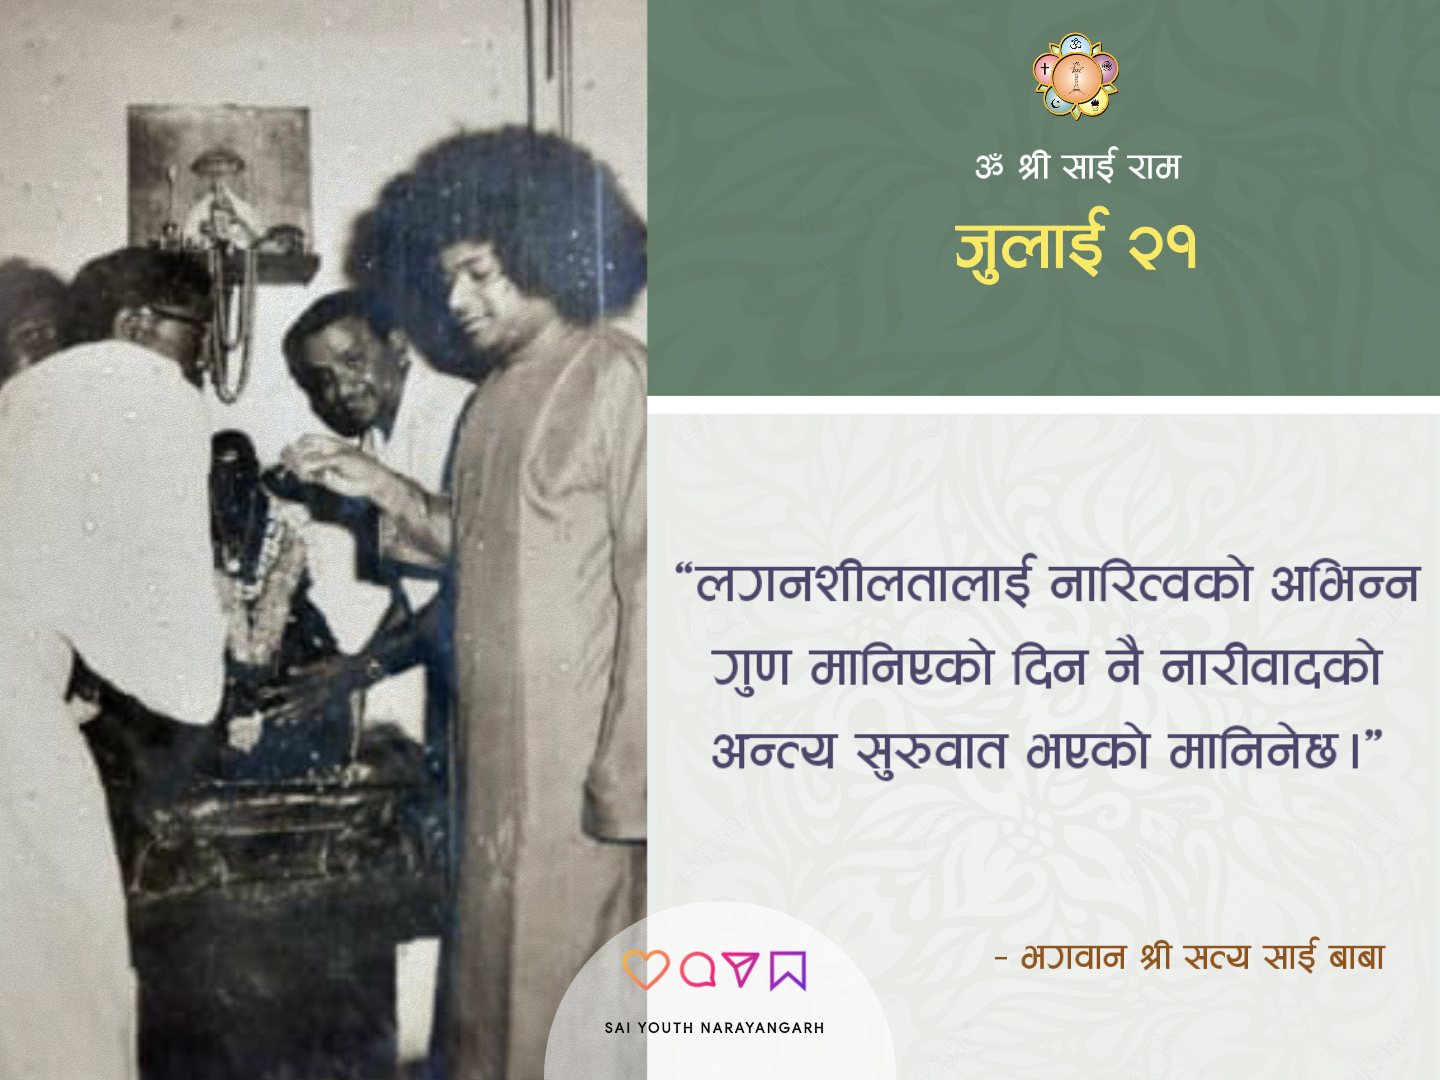 ॐ श्री साई राम
जुलाई २१
“लगनशीलतालाई नारित्वको अभिन्न
गुण मानिएको दिन नै नारीवादको
अन्त्य सुरुवात भएको मानिनेछ।”
- भगवान श्री सत्य साई बाबा
SAI YOUTH NARAYANGARH